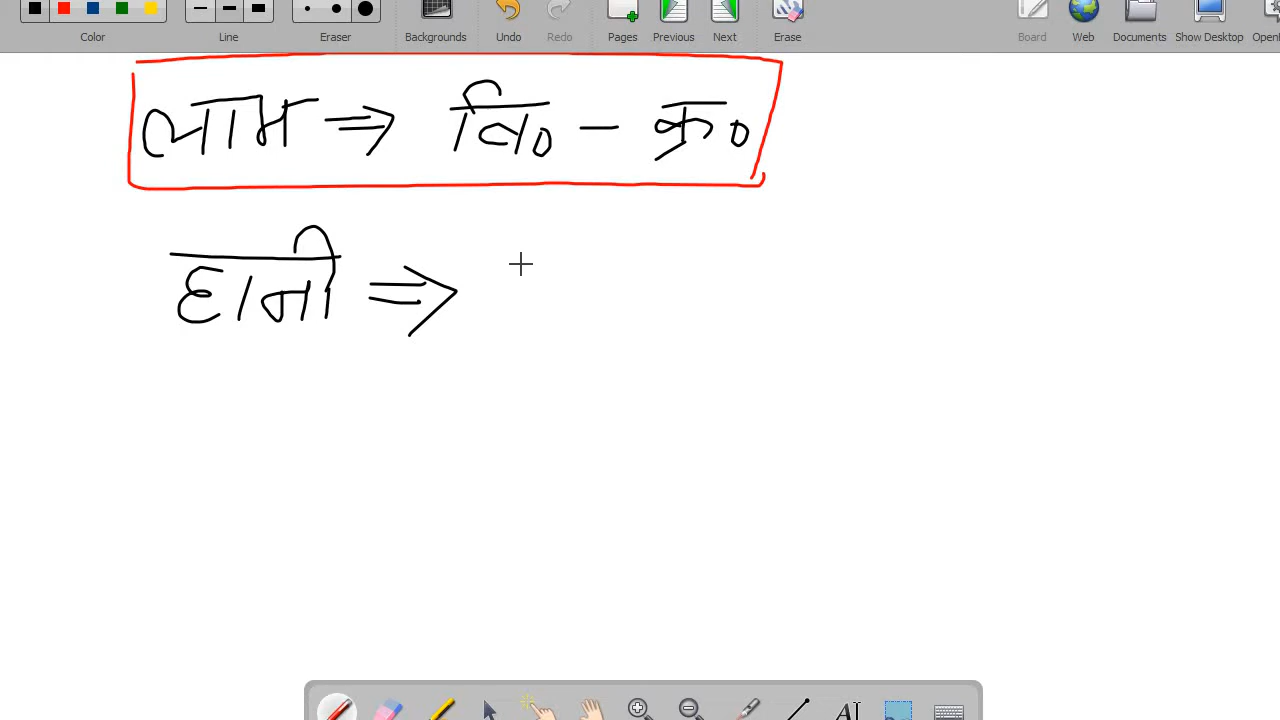 Color Line Eraser Backgrounds Undo Redo Pages Previous Next Erase Board Web Documents Show Desktop
लाभ ⇒ वि० - क्र०
हानी ⇒